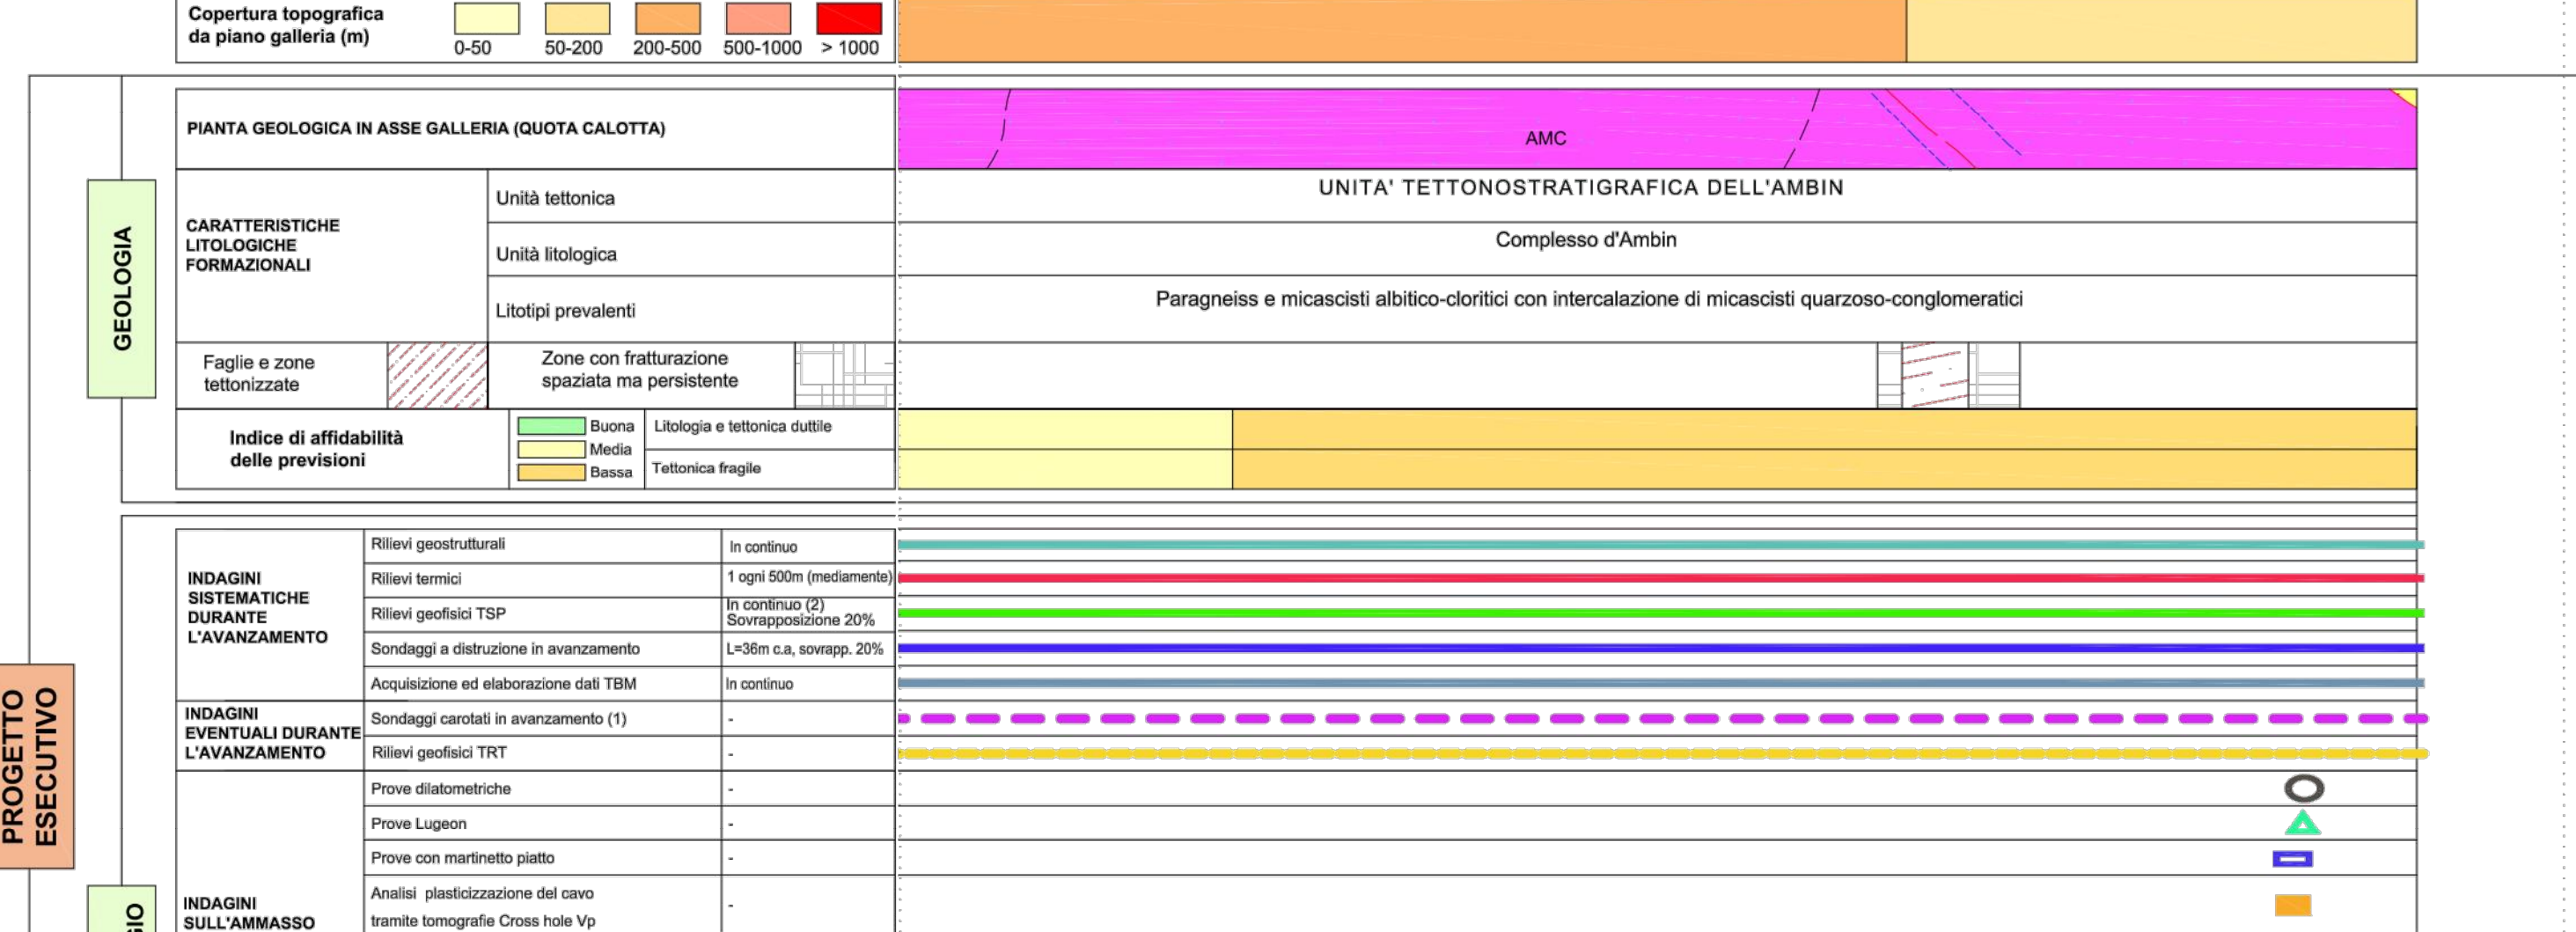 Copertura topografica
da piano galleria (m)
0-50
50-200
200-500
500-1000
> 1000
GEOLOGIA
PIANTA GEOLOGICA IN ASSE GALLERIA (QUOTA CALOTTA)
AMC
CARATTERISTICHE
LITOLOGICHE
FORMAZIONALI
Unità tettonica
UNITA' TETTONOSTRATIGRAFICA DELL'AMBIN
Unità litologica
Complesso d'Ambin
Litotipi prevalenti
Paragneiss e micascisti albitico-cloritici con intercalazione di micascisti quarzoso-conglomeratici
Faglie e zone
tettonizzate
Zone con fratturazione
spaziata ma persistente
Indice di affidabilità
delle previsioni
Buona
Media
Bassa
Litologia e tettonica duttile
Tettonica fragile
PROGETTO
ESECUTIVO
INDAGINI
SISTEMATICHE
DURANTE
L'AVANZAMENTO
Rilievi geostrutturali
In continuo
Rilievi termici
1 ogni 500m (mediamente)
Rilievi geofisici TSP
In continuo (2)
Sovrapposizione 20%
Sondaggi a distruzione in avanzamento
L=36m c.a, sovrapp. 20%
Acquisizione ed elaborazione dati TBM
In continuo
INDAGINI
EVENTUALI DURANTE
L'AVANZAMENTO
Sondaggi carotati in avanzamento (1)
-
Rilievi geofisici TRT
-
INDAGINI
SULL'AMMASSO
Prove dilatometriche
-
Prove Lugeon
-
Prove con martinetto piatto
-
Analisi plasticizzazione del cavo
tramite tomografie Cross hole Vp
-